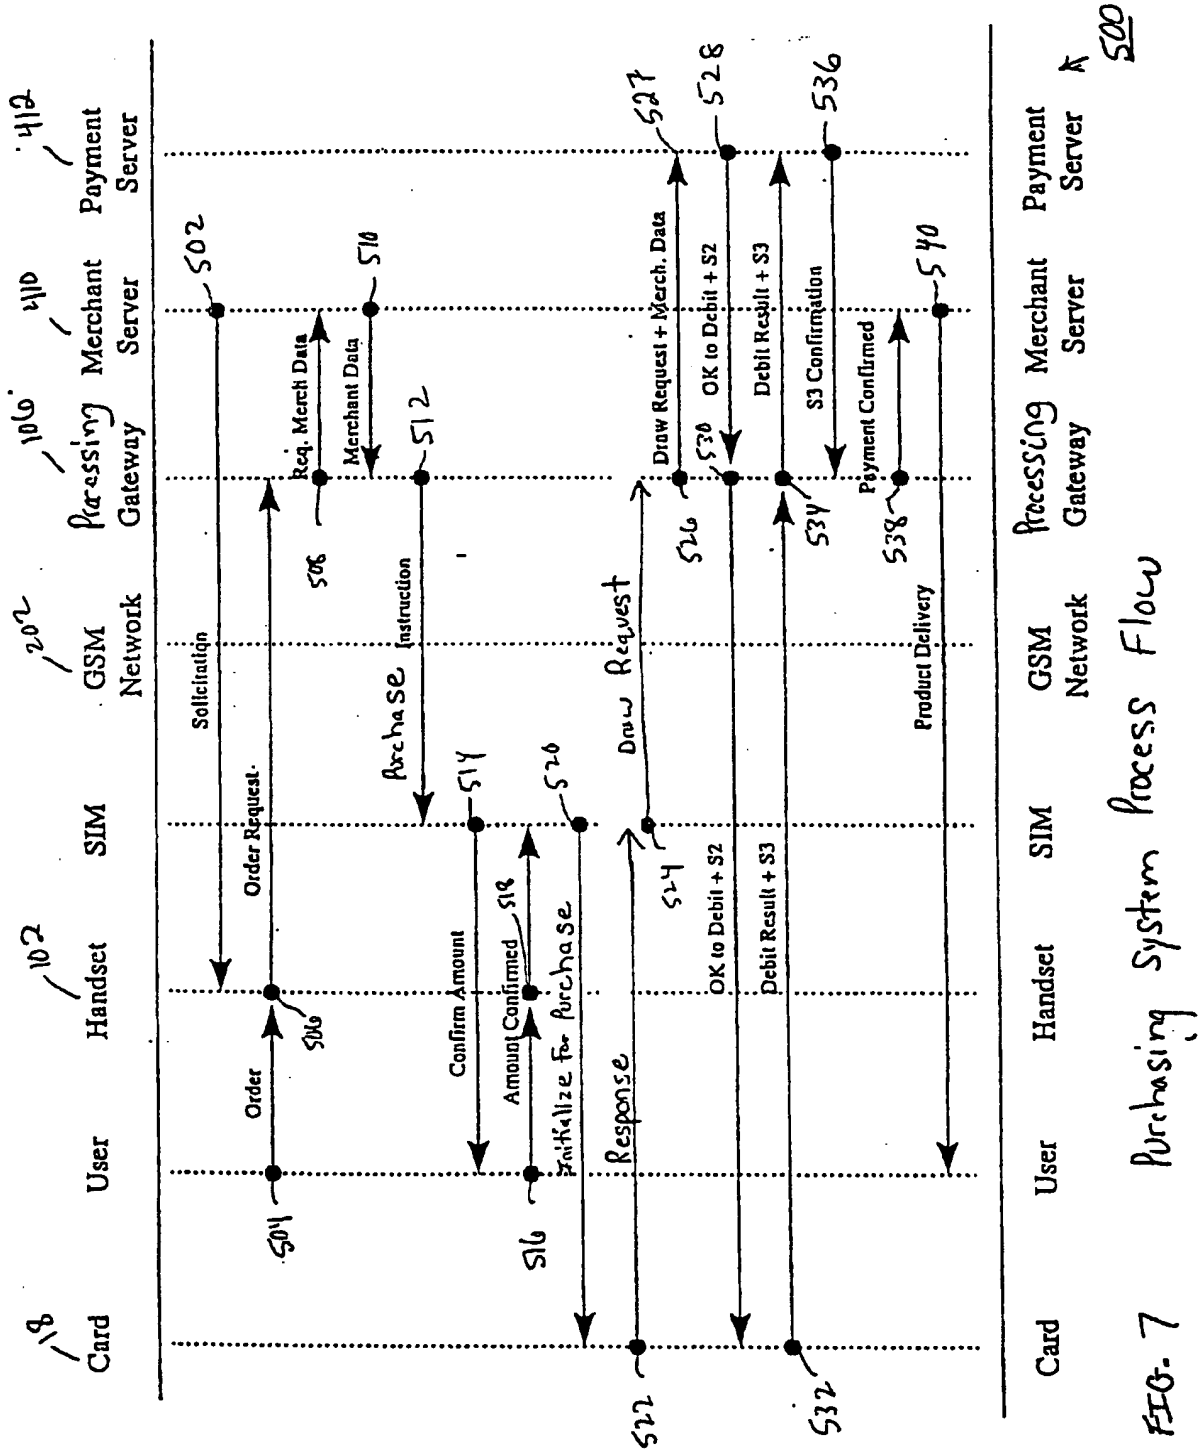 18
102
202
106
410
412
Card
User
Handset
SIM
GSM
Network
Processing
Gateway
Merchant
Server
Payment
Server
Solicitation
502
504
Order
506
Order Request
508
Req. Merch Data
Merchant Data
510
Purchase Instruction
512
Confirm Amount
514
516
Amount Confirmed
518
Initialize For Purchase
520
522
Response
524
Draw Request
526
Draw Request + Merch. Data
527
OK to Debit + S2
530
OK to Debit + S2
528
532
Debit Result + S3
534
Debit Result + S3
S3 Confirmation
536
538
Payment Confirmed
Product Delivery
540
Card
User
Handset
SIM
GSM
Network
Processing
Gateway
Merchant
Server
Payment
Server
500
FIG. 7 Purchasing System Process Flow